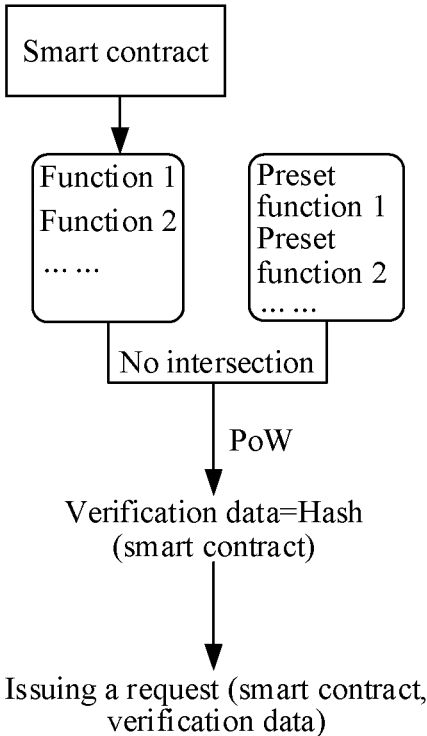 Smart contract
Function 1
Function 2
... ...
Preset
function 1
Preset
function 2
... ...
No intersection
PoW
Verification data=Hash
(smart contract)
Issuing a request (smart contract,
verification data)